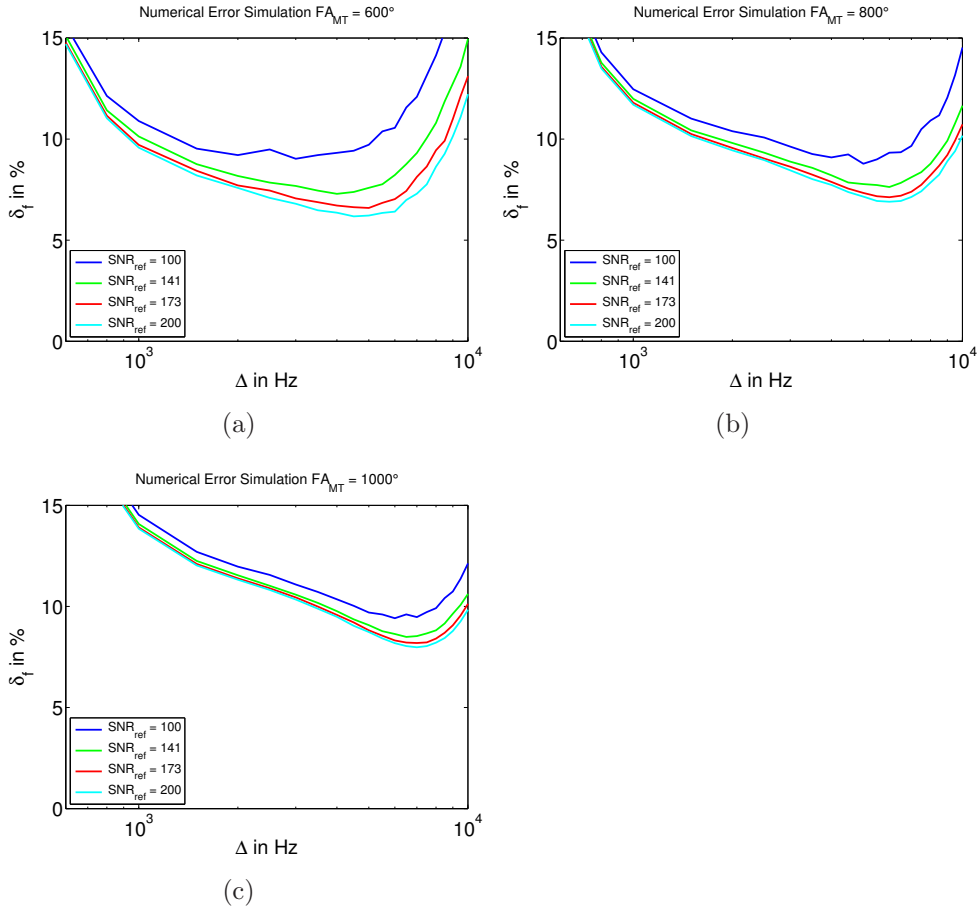 Numerical Error Simulation FA_MT = 600°
15
10
5
0
δ_f in %
SNR_ref = 100
SNR_ref = 141
SNR_ref = 173
SNR_ref = 200
10^3
10^4
Δ in Hz
(a)
Numerical Error Simulation FA_MT = 800°
15
10
5
0
δ_f in %
SNR_ref = 100
SNR_ref = 141
SNR_ref = 173
SNR_ref = 200
10^3
10^4
Δ in Hz
(b)
Numerical Error Simulation FA_MT = 1000°
15
10
5
0
δ_f in %
SNR_ref = 100
SNR_ref = 141
SNR_ref = 173
SNR_ref = 200
10^3
10^4
Δ in Hz
(c)